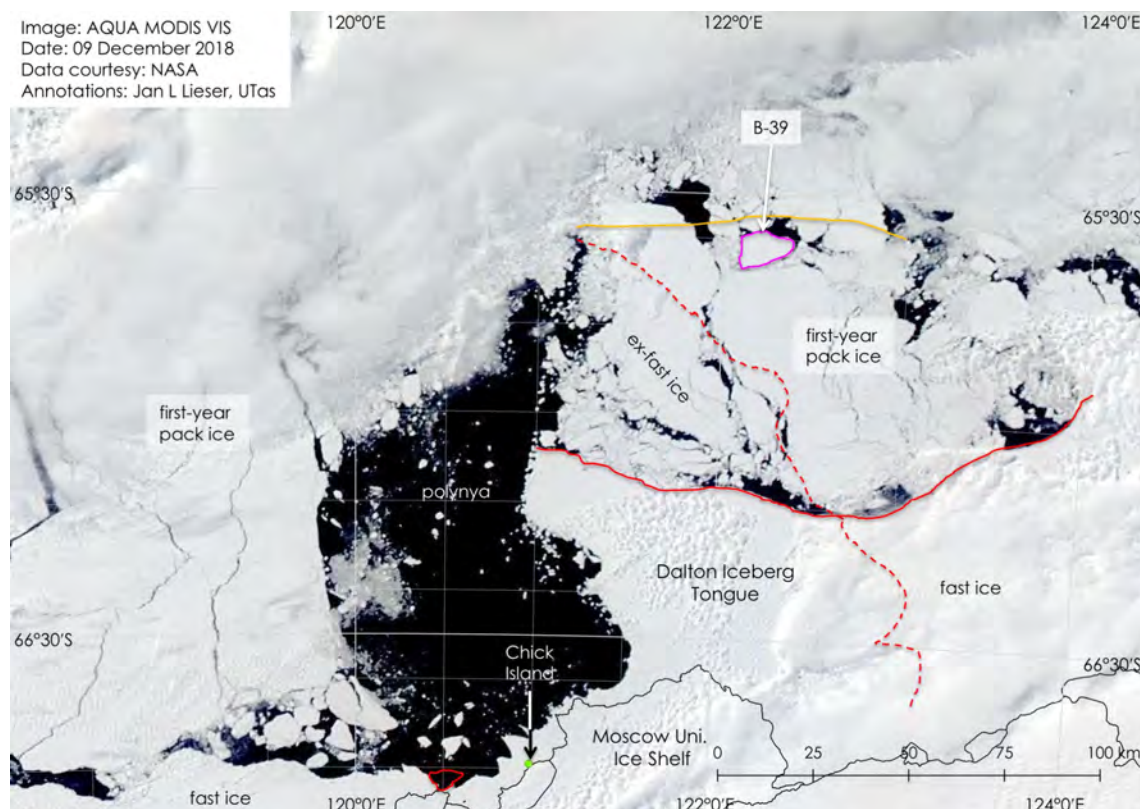 Image: AQUA MODIS VIS
Date: 09 December 2018
Data courtesy: NASA
Annotations: Jan L Lieser, UTas
120°0'E
122°0'E
124°0'E
B-39
65°30'S
65°30'S
ex-fast ice
first-year
pack ice
first-year
pack ice
polynya
Dalton Iceberg
Tongue
fast ice
66°30'S
Chick
Island
66°30'S
Moscow Uni.
Ice Shelf
0 25 50 75 100 km
fast ice
120°0'E
122°0'E
124°0'E